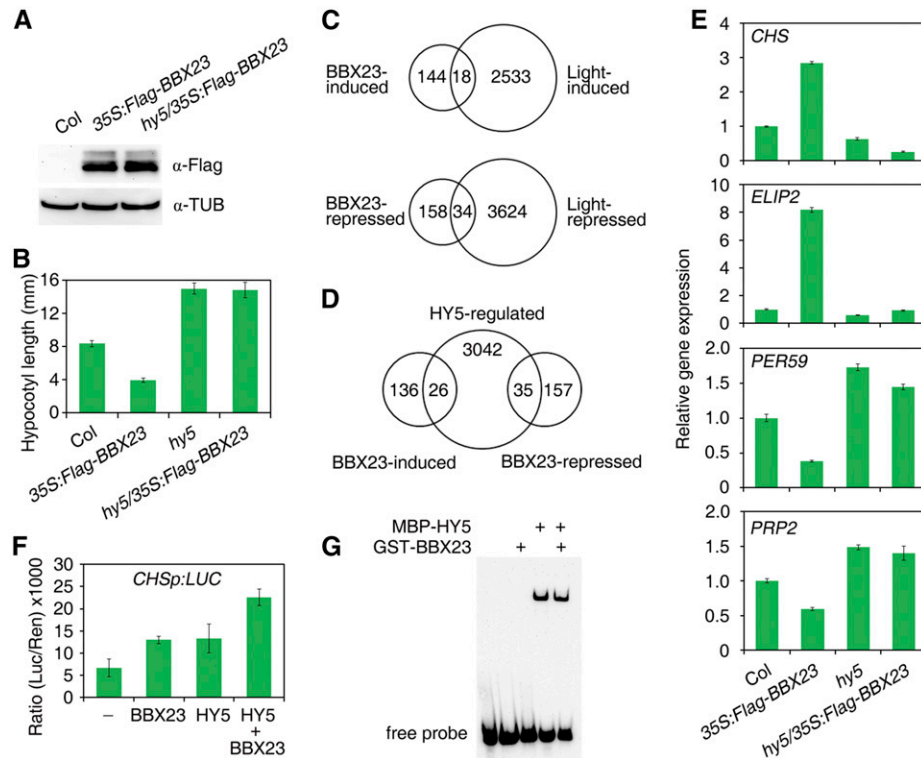 A
Col
35S:Flag-BBX23
hy5/35S:Flag-BBX23
α-Flag
α-TUB
B
Hypocotyl length (mm)
16
12
8
4
0
Col
35S:Flag-BBX23
hy5
hy5/35S:Flag-BBX23
C
BBX23-induced
144
18
2533
Light-induced
BBX23-repressed
158
34
3624
Light-repressed
D
HY5-regulated
3042
136
26
35
157
BBX23-induced
BBX23-repressed
E
Relative gene expression
CHS
4
3
2
1
0
ELIP2
10
8
6
4
2
0
PER59
2.0
1.5
1.0
0.5
0
PRP2
2.0
1.5
1.0
0.5
0
Col
35S:Flag-BBX23
hy5
hy5/35S:Flag-BBX23
F
Ratio (Luc/Ren) x1000
CHSp:LUC
30
25
20
15
10
5
0
–
BBX23
HY5
HY5
+
BBX23
G
MBP-HY5
+ +
GST-BBX23
+ +
free probe